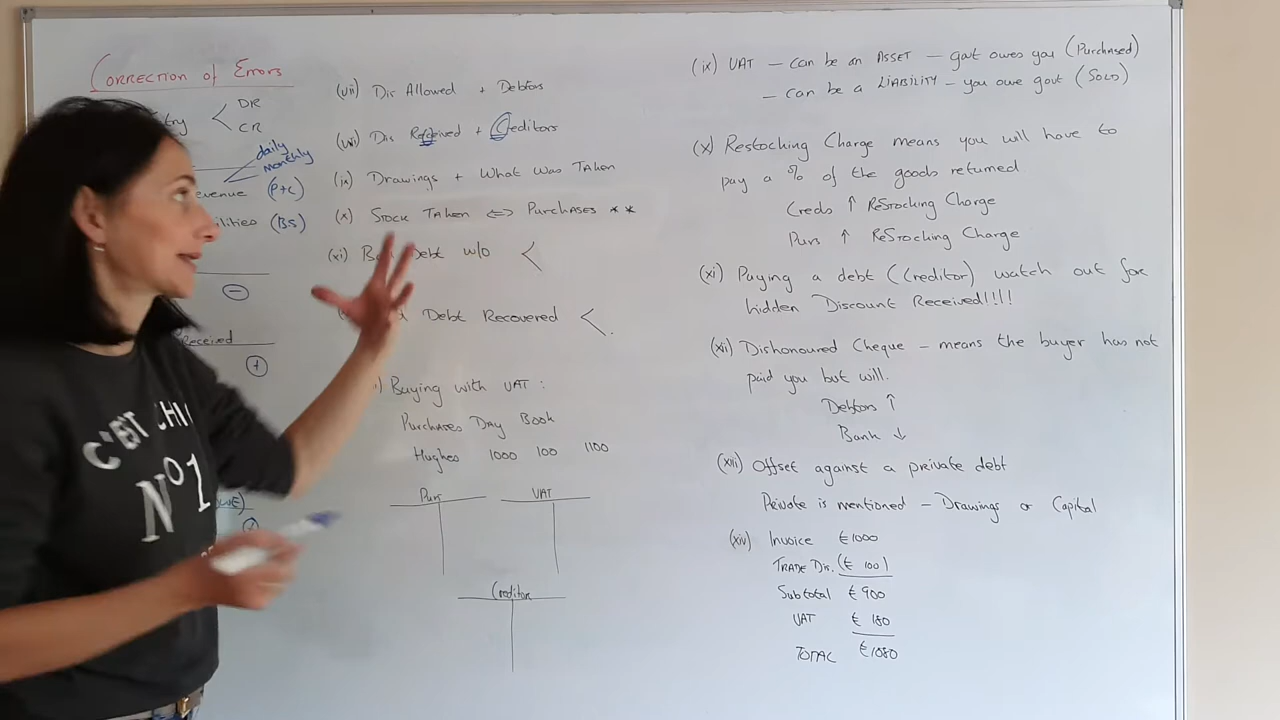 CORRECTION OF ERRORS
DR
CR
daily
monthly
(P+L)
(BS)
Received
(vii) Dis Allowed + Debtors
(viii) Dis Received + Creditors
(ix) Drawings + What Was Taken
(x) Stock Taken ⇔ Purchases **
(xi) Debt w/o <
Debt Recovered <
Buying with VAT :
Purchases Day Book
Hughes 1000 100 1100
Purs VAT
Creditors
(ix) VAT – can be an ASSET – govt owes you (Purchased)
– can be a LIABILITY – you owe govt (SOLD)
(x) Restocking Charge means you will have to
pay a % of the goods returned
Creds ↑ Restocking Charge
Purs ↑ Restocking Charge
(xi) Paying a debt (Creditor) watch out for
hidden Discount Received!!!!
(xii) Dishonoured Cheque – means the buyer has not
paid you but will.
Debtors ↑
Bank ↓
(xiii) Offset against a private debt
Private is mentioned – Drawings or Capital
(xiv) Invoice €1000
TRADE Dis. (€ 100)
Subtotal € 900
VAT € 180
TOTAL €1080
C'EST CHI
Nº1